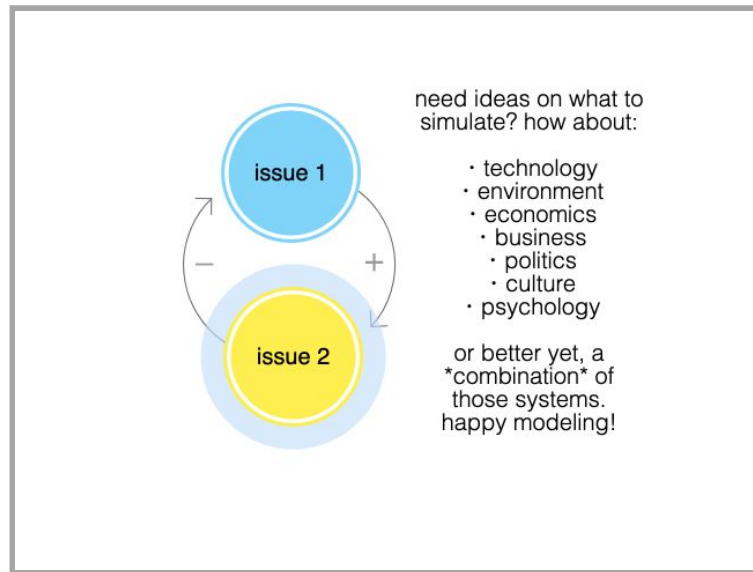 issue 1
−
+
issue 2
need ideas on what to
simulate? how about:
· technology
· environment
· economics
· business
· politics
· culture
· psychology
or better yet, a
*combination* of
those systems.
happy modeling!